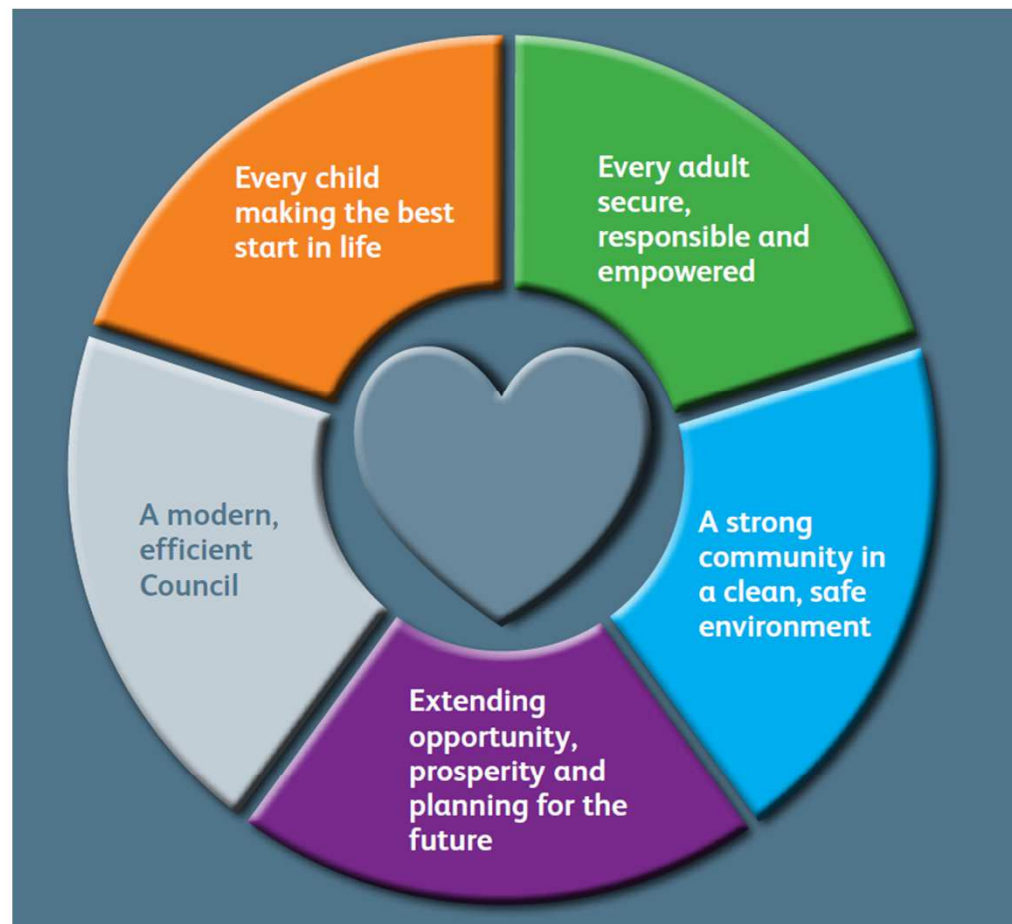 Every child
making the best
start in life
Every adult
secure,
responsible and
empowered
A strong
community in
a clean, safe
environment
Extending
opportunity,
prosperity and
planning for the
future
A modern,
efficient
Council